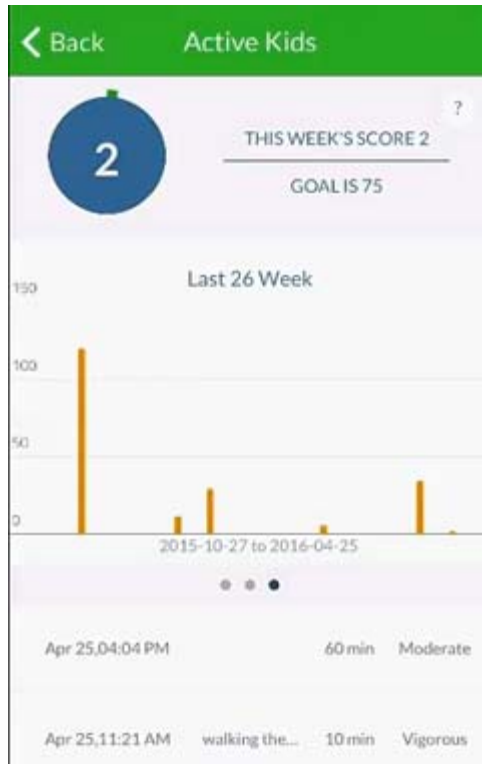 Back Active Kids
?
2
THIS WEEK'S SCORE 2
GOAL IS 75
Last 26 Week
150
100
50
0
2015-10-27 to 2016-04-25
Apr 25,04:04 PM 60 min Moderate
Apr 25,11:21 AM walking the... 10 min Vigorous